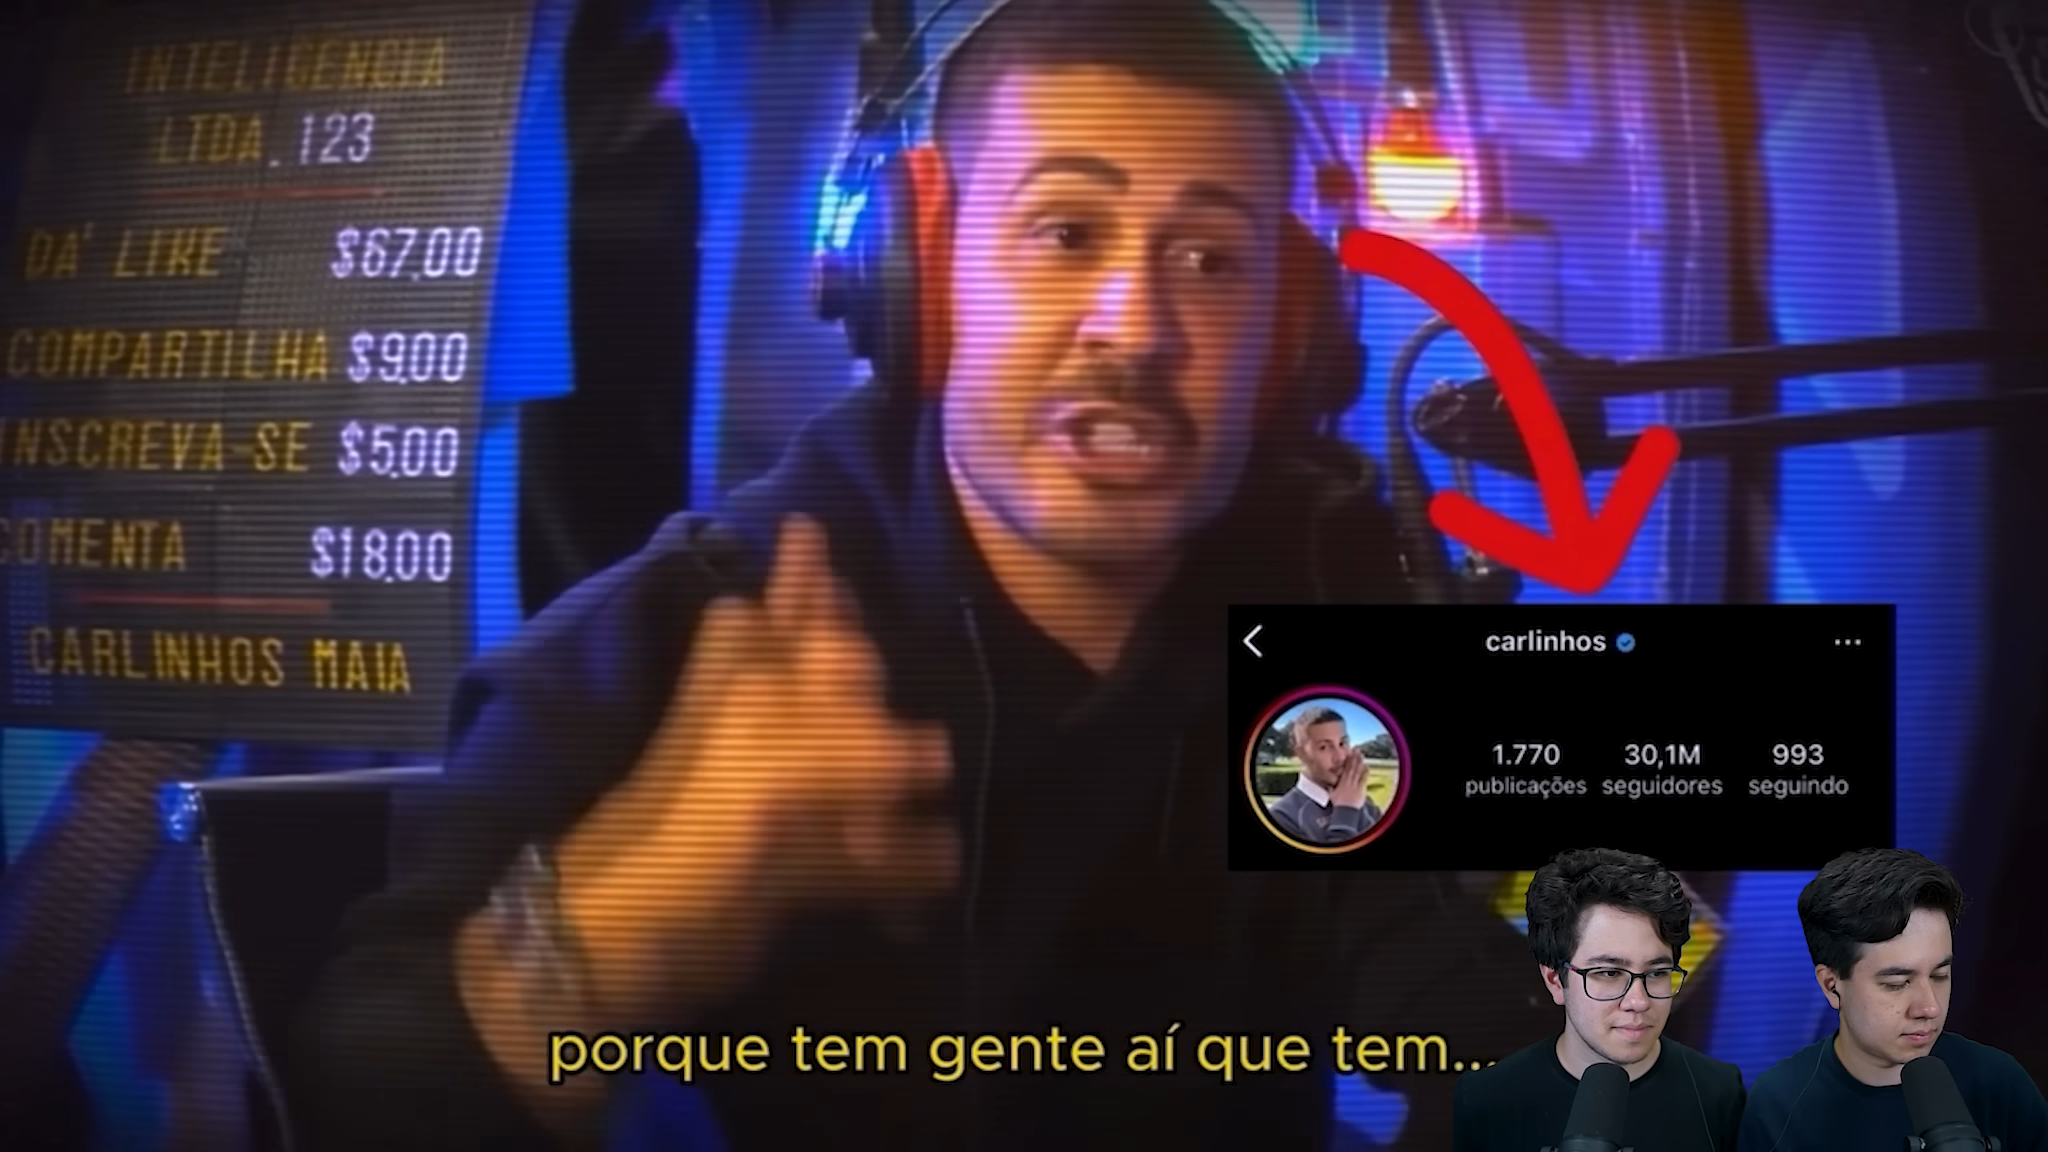 INTELIGENCIA
LTDA.123
DA' LIKE $67.00
COMPARTILHA $9.00
INSCREVA-SE $5.00
COMENTA $18.00
CARLINHOS MAIA
carlinhos
1.770 30,1M 993
publicações seguidores seguindo
porque tem gente aí que tem...